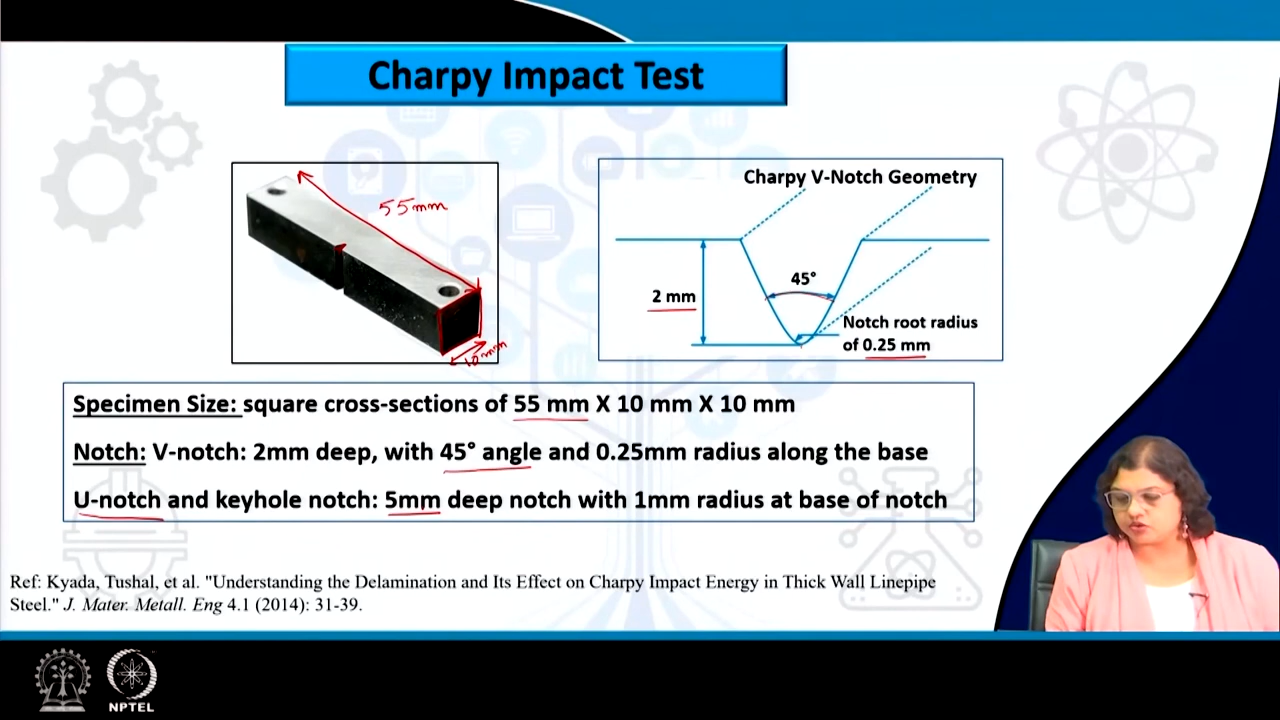 Charpy Impact Test
55mm
10mm
Charpy V-Notch Geometry
45°
2 mm
Notch root radius
of 0.25 mm
Specimen Size: square cross-sections of 55 mm X 10 mm X 10 mm
Notch: V-notch: 2mm deep, with 45° angle and 0.25mm radius along the base
U-notch and keyhole notch: 5mm deep notch with 1mm radius at base of notch
Ref: Kyada, Tushal, et al. "Understanding the Delamination and Its Effect on Charpy Impact Energy in Thick Wall Linepipe
Steel." J. Mater. Metall. Eng 4.1 (2014): 31-39.
NPTEL